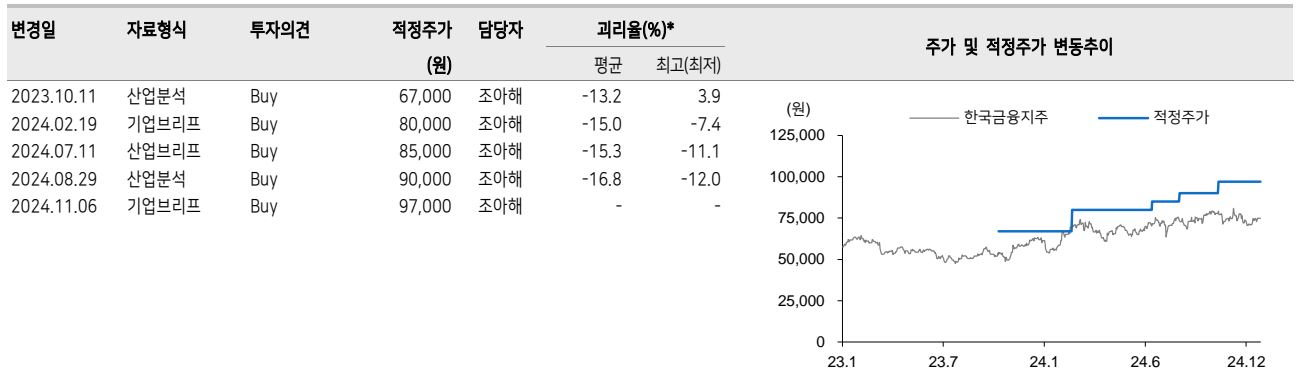 변경일 자료형식 투자의견 적정주가 담당자 괴리율(%)* 주가 및 적정주가 변동추이
(원) 평균 최고(최저)
2023.10.11 산업분석 Buy 67,000 조아해 -13.2 3.9
2024.02.19 기업브리프 Buy 80,000 조아해 -15.0 -7.4
2024.07.11 산업브리프 Buy 85,000 조아해 -15.3 -11.1
2024.08.29 산업분석 Buy 90,000 조아해 -16.8 -12.0
2024.11.06 기업브리프 Buy 97,000 조아해 - -
(원) 한국금융지주 적정주가
125,000
100,000
75,000
50,000
25,000
0
23.1 23.7 24.1 24.6 24.12